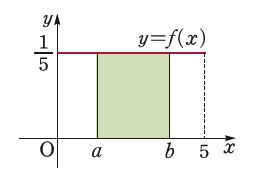 y
1/5
y=f(x)
O a b 5 x